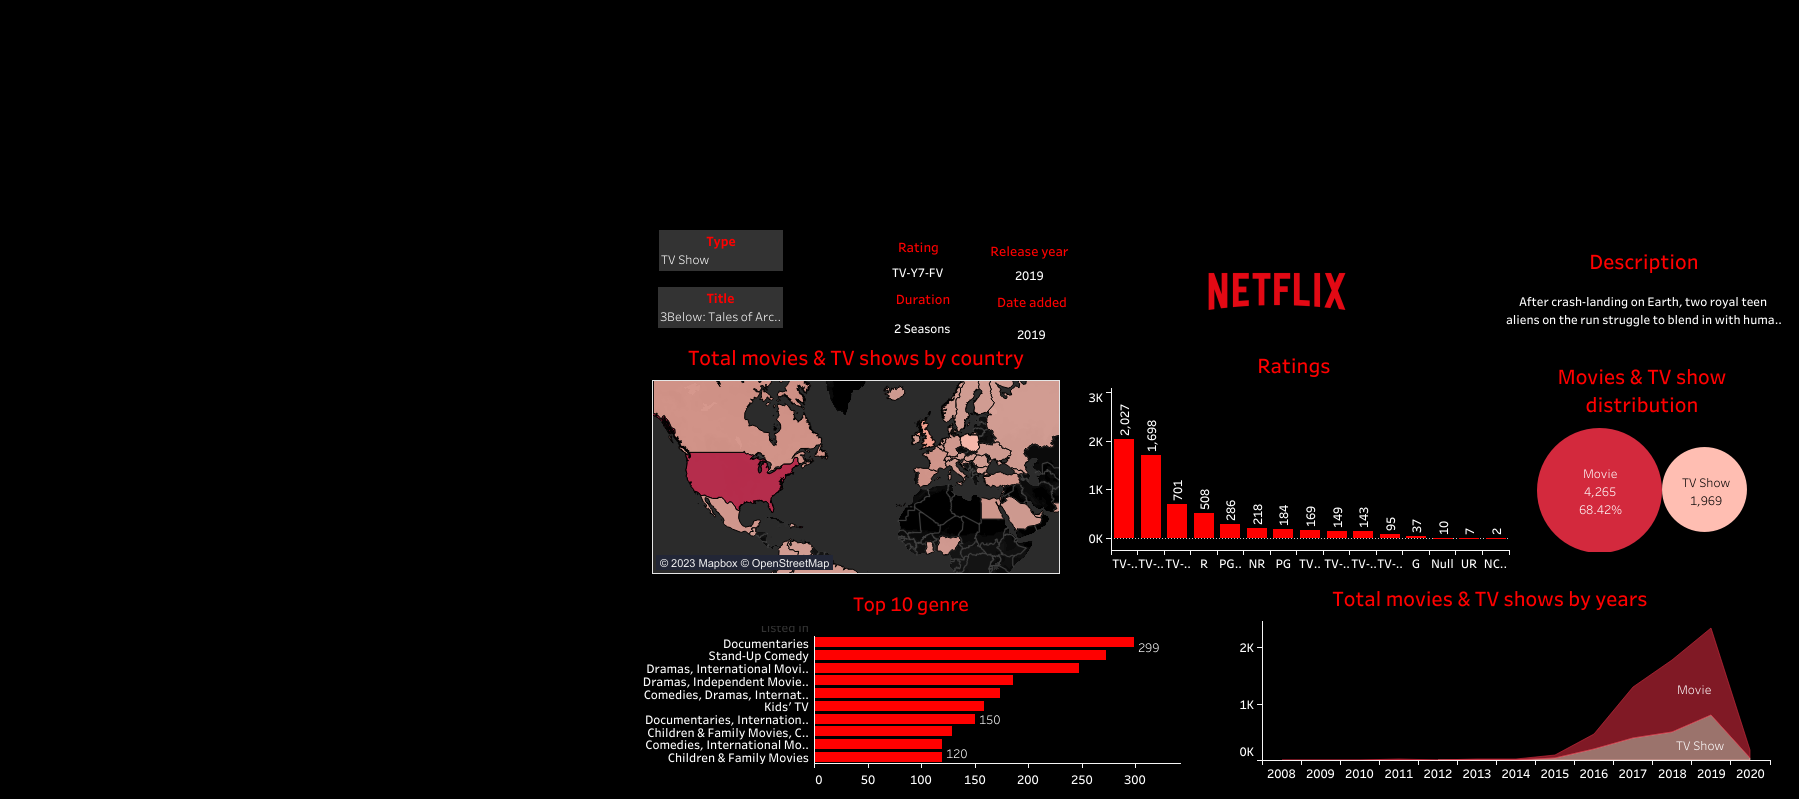 Type
TV Show
Title
3Below: Tales of Arc..
Rating
TV-Y7-FV
Release year
2019
Duration
2 Seasons
Date added
2019
NETFLIX
Description
After crash-landing on Earth, two royal teen
aliens on the run struggle to blend in with huma..
Total movies & TV shows by country
© 2023 Mapbox © OpenStreetMap
Ratings
3K
2K
1K
0K
2,027
1,698
701
508
286
218
184
169
149
143
95
37
10
7
2
TV-.. TV-.. TV-.. R PG.. NR PG TV.. TV-.. TV-.. TV-.. G Null UR NC..
Movies & TV show
distribution
Movie
4,265
68.42%
TV Show
1,969
Top 10 genre
Listed in
Documentaries
299
Stand-Up Comedy
Dramas, International Movi..
Dramas, Independent Movie..
Comedies, Dramas, Internat..
Kids' TV
Documentaries, Internation..
150
Children & Family Movies, C..
Comedies, International Mo..
Children & Family Movies
120
0 50 100 150 200 250 300
Total movies & TV shows by years
2K
1K
0K
Movie
TV Show
2008 2009 2010 2011 2012 2013 2014 2015 2016 2017 2018 2019 2020